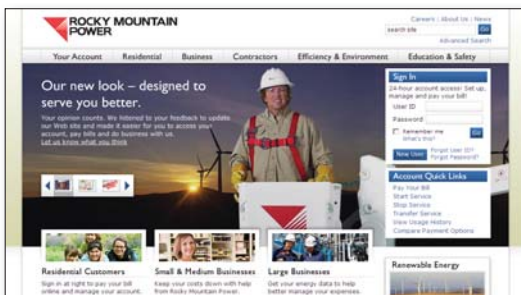 ROCKY MOUNTAIN
POWER
Careers | About Us | News
search site
Go
Advanced Search
Your Account Residential Business Contractors Efficiency & Environment Education & Safety
Our new look – designed to
serve you better.
Your opinion counts. We listened to your feedback to update
our Web site and made it easier for you to access your
account, pay bills and do business with us.
Let us know what you think
Sign In
24-hour account access! Set up,
manage and pay your bill!
User ID
Password
Remember me
Go
What's this?
New User
Forgot User ID?
Forgot Password?
Account Quick Links
Pay Your Bill
Start Service
Stop Service
Transfer Service
View Usage History
Compare Payment Options
Residential Customers
Sign in at right to pay your bill
online and manage your account.
Small & Medium Businesses
Keep your costs down with help
from Rocky Mountain Power.
Large Businesses
Get your energy data to help
better manage your expenses.
Renewable Energy